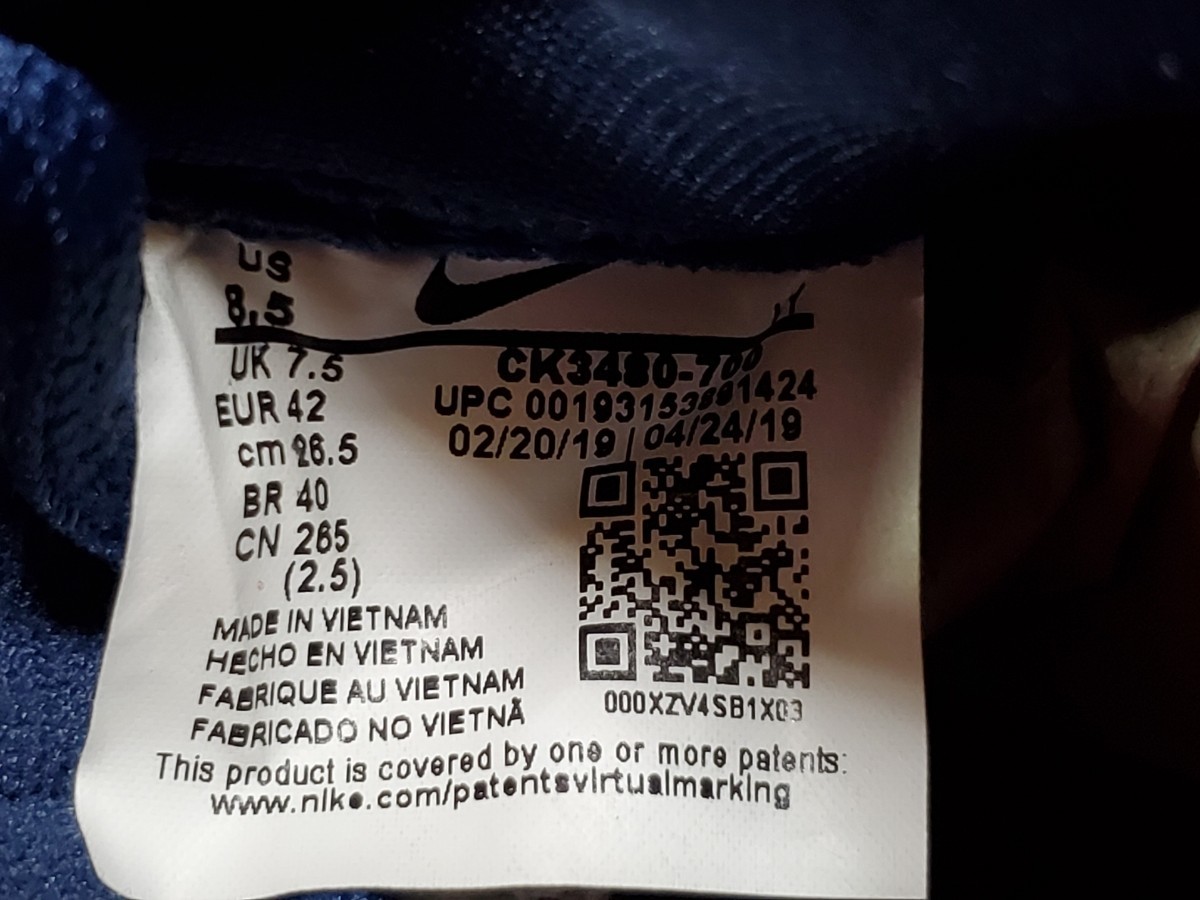 US
8.5
UK 7.5
EUR 42
cm 26.5
BR 40
CN 265
(2.5)
CK3480-700
02/20/19 | 04/24/19
000XZV4SB1X03
MADE IN VIETNAM
HECHO EN VIETNAM
FABRIQUE AU VIETNAM
FABRICADO NO VIETNÃ
This product is covered by one or more patents:
www.nike.com/patentsvirtualmarking